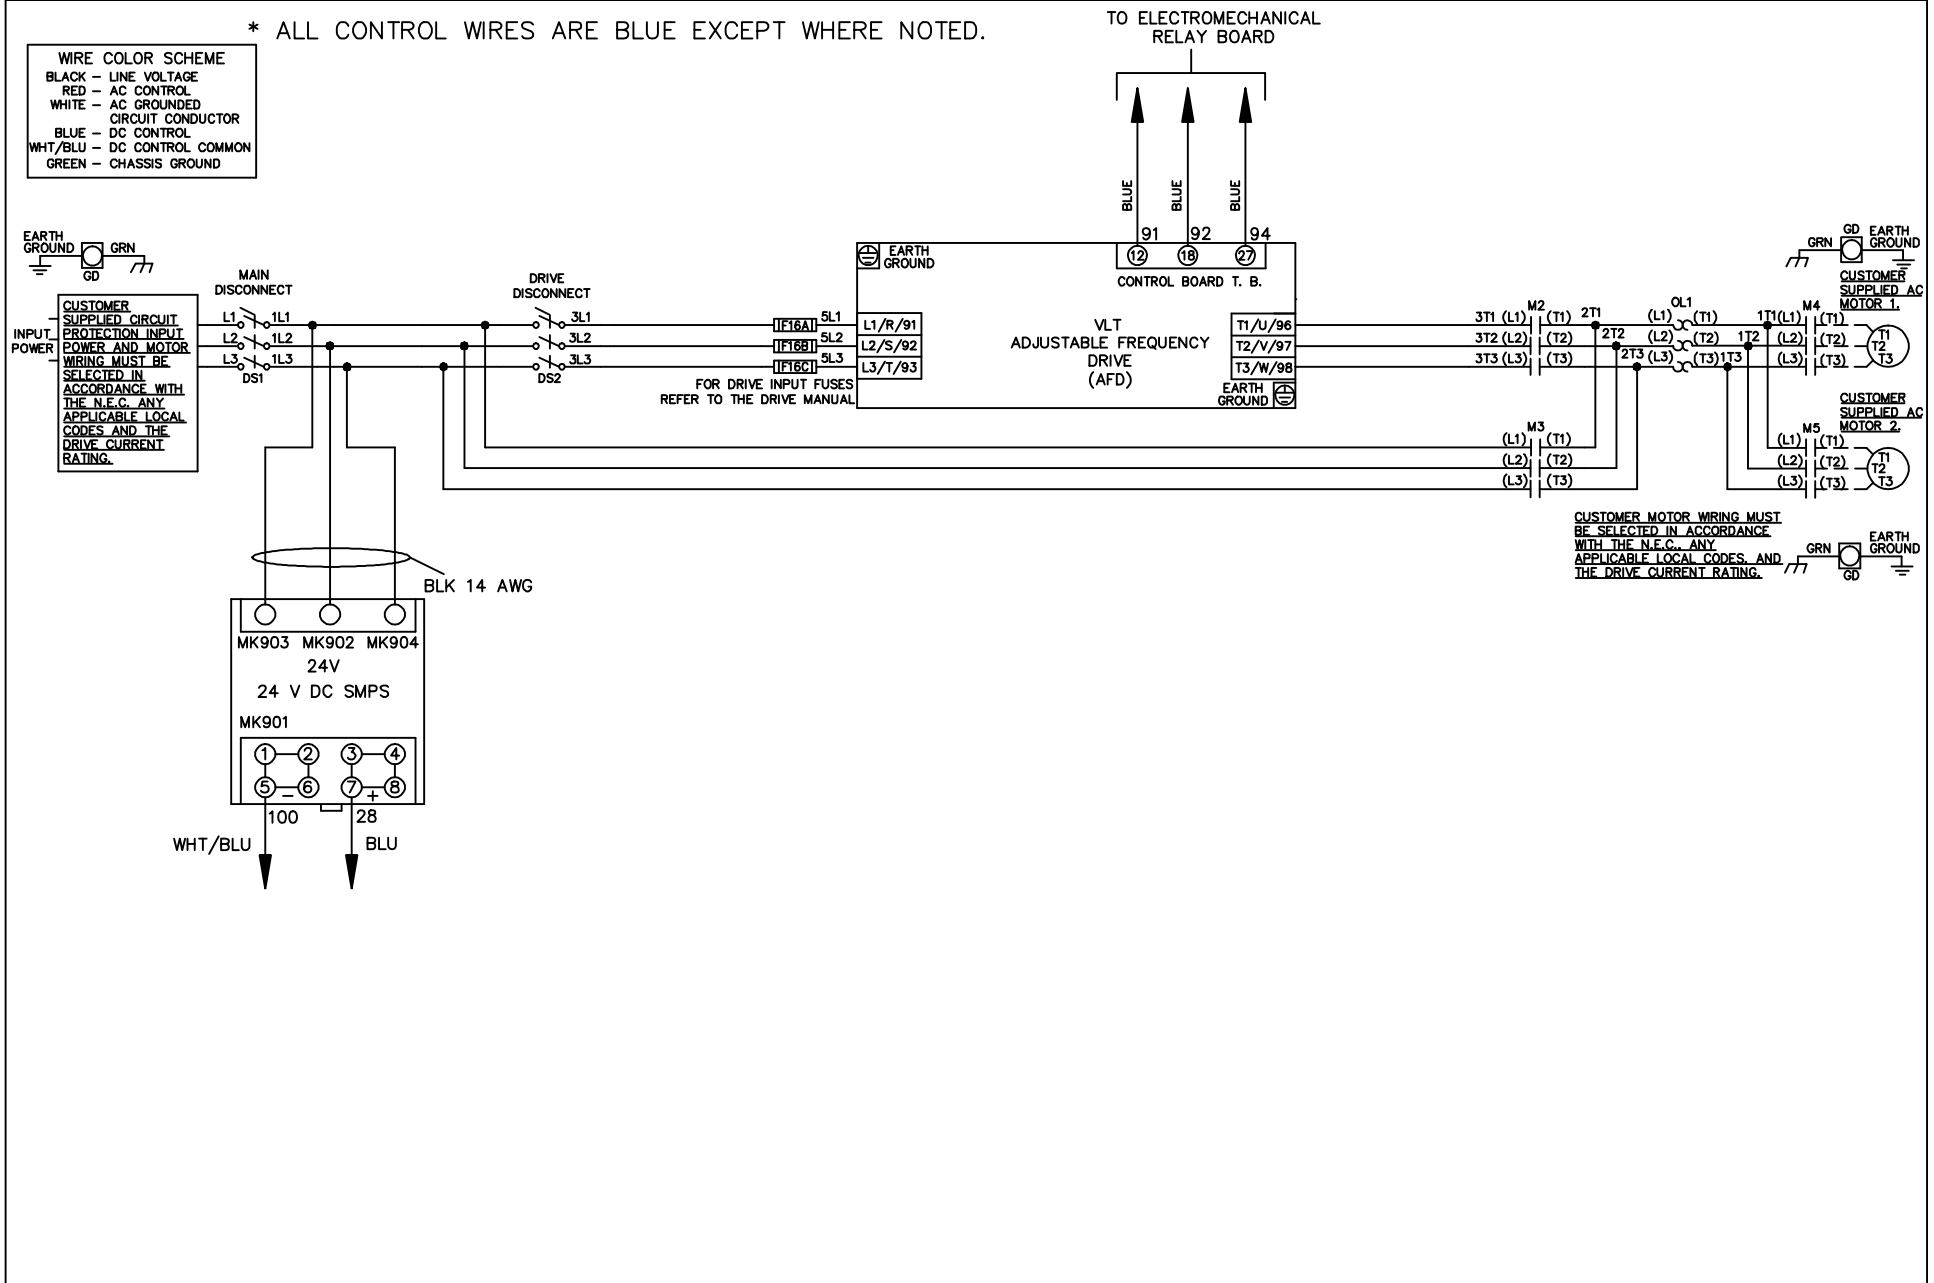 * ALL CONTROL WIRES ARE BLUE EXCEPT WHERE NOTED.
WIRE COLOR SCHEME
BLACK – LINE VOLTAGE
RED – AC CONTROL
WHITE – AC GROUNDED
CIRCUIT CONDUCTOR
BLUE – DC CONTROL
WHT/BLU – DC CONTROL COMMON
GREEN – CHASSIS GROUND
TO ELECTROMECHANICAL
RELAY BOARD
BLUE
BLUE
BLUE
91
92
94
12
18
27
CONTROL BOARD T. B.
EARTH
GROUND
GRN
GD
INPUT
POWER
CUSTOMER
SUPPLIED CIRCUIT
PROTECTION INPUT
POWER AND MOTOR
WIRING MUST BE
SELECTED IN
ACCORDANCE WITH
THE N.E.C. ANY
APPLICABLE LOCAL
CODES AND THE
DRIVE CURRENT
RATING.
MAIN
DISCONNECT
L1
1L1
L2
1L2
L3
1L3
DS1
DRIVE
DISCONNECT
3L1
3L2
3L3
DS2
F16A
5L1
F16B
5L2
F16C
5L3
FOR DRIVE INPUT FUSES
REFER TO THE DRIVE MANUAL
EARTH
GROUND
L1/R/91
L2/S/92
L3/T/93
VLT
ADJUSTABLE FREQUENCY
DRIVE
(AFD)
T1/U/96
T2/V/97
T3/W/98
EARTH
GROUND
M2
3T1 (L1) (T1) 2T1
3T2 (L2) (T2) 2T2
3T3 (L3) (T3) 2T3
OL1
(L1) (T1) 1T1
(L2) (T2) 1T2
(L3) (T3) 1T3
M4
(L1) (T1)
(L2) (T2)
(L3) (T3)
GRN
GD
EARTH
GROUND
CUSTOMER
SUPPLIED AC
MOTOR 1.
T1
T2
T3
M3
(L1) (T1)
(L2) (T2)
(L3) (T3)
CUSTOMER
SUPPLIED AC
MOTOR 2.
M5
(L1) (T1)
(L2) (T2)
(L3) (T3)
T1
T2
T3
CUSTOMER MOTOR WIRING MUST
BE SELECTED IN ACCORDANCE
WITH THE N.E.C., ANY
APPLICABLE LOCAL CODES, AND
THE DRIVE CURRENT RATING.
GRN
GD
EARTH
GROUND
BLK 14 AWG
MK903 MK902 MK904
24V
24 V DC SMPS
MK901
1 2 3 4
5 6 7 8
– +
100
28
WHT/BLU
BLU